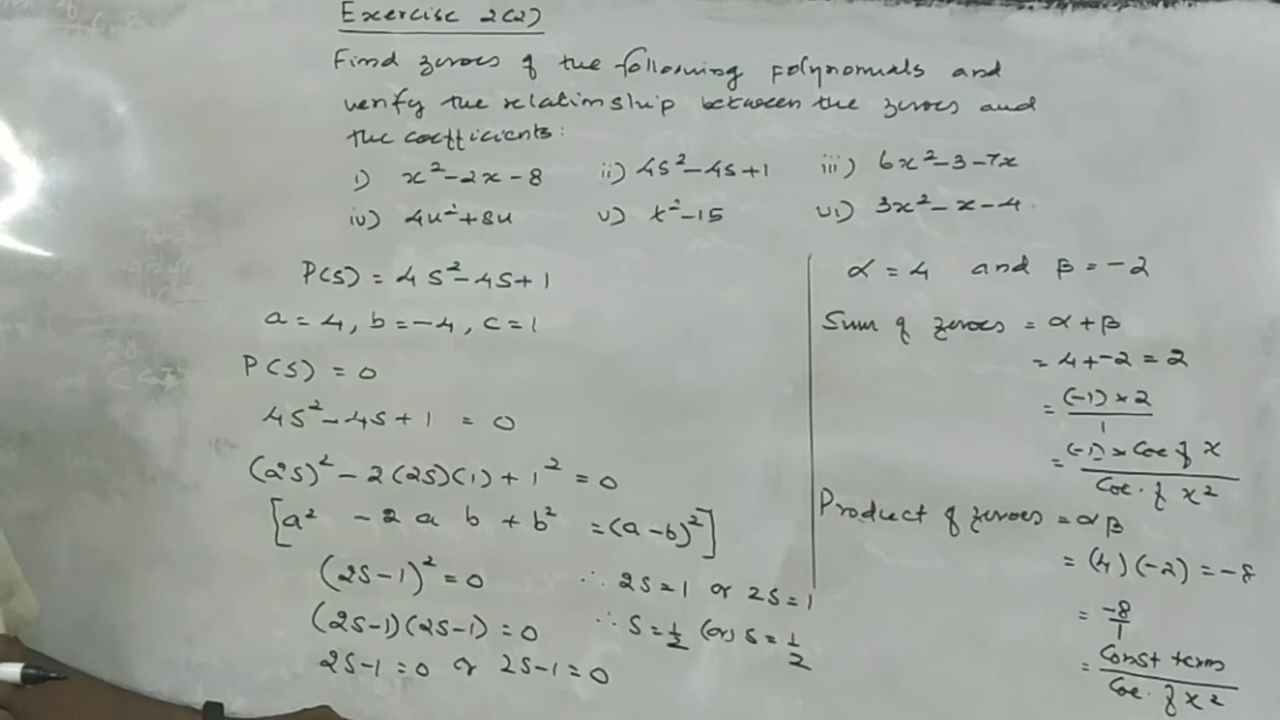 Exercise 2(2)
Find zeroes of the following polynomials and
verify the relationship between the zeroes and
the coefficients:
i) x²-2x-8 ii) 4s²-4s+1 iii) 6x²-3-7x
iv) 4u²+8u v) t²-15 vi) 3x²-x-4
P(s) = 4s²-4s+1
a=4, b=-4, c=1
P(s) = 0
4s²-4s+1 = 0
(2s)² - 2(2s)(1) + 1² = 0
[a² - 2 a b + b² = (a-b)²]
(2s-1)² = 0
(2s-1)(2s-1) = 0
2s-1=0 or 2s-1=0
∴ 2s=1 or 2s=1
∴ s=1/2 (or) s=1/2
α = 4 and β = -2
Sum of zeroes = α+β
= 4+-2 = 2
= (-1)×2/1
= (-1)×Coe of x/Coe. of x²
Product of zeroes = αβ
= (4)(-2) = -8
= -8/1
= Const term/Coe. of x²